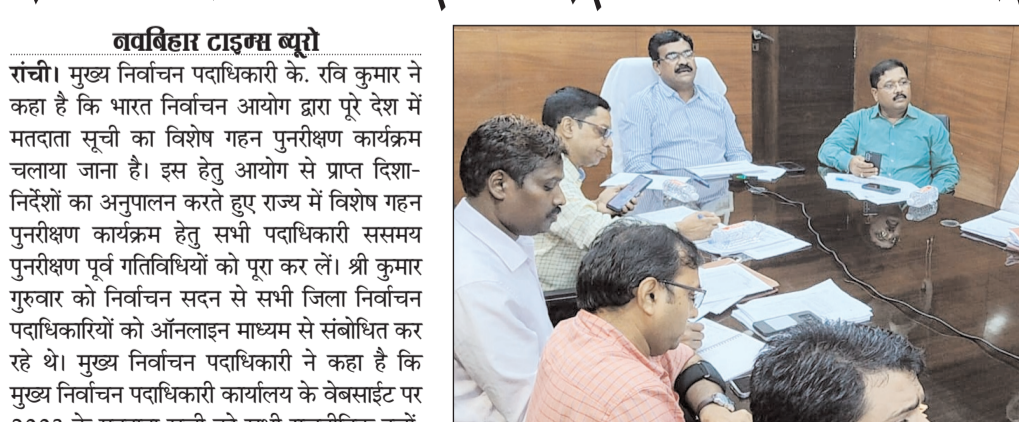 नवबिहार टाइम्स ब्यूरो
रांची। मुख्य निर्वाचन पदाधिकारी के. रवि कुमार ने
कहा है कि भारत निर्वाचन आयोग द्वारा पूरे देश में
मतदाता सूची का विशेष गहन पुनरीक्षण कार्यक्रम
चलाया जाना है। इस हेतु आयोग से प्राप्त दिशा-
निर्देशों का अनुपालन करते हुए राज्य में विशेष गहन
पुनरीक्षण कार्यक्रम हेतु सभी पदाधिकारी ससमय
पुनरीक्षण पूर्व गतिविधियों को पूरा कर लें। श्री कुमार
गुरुवार को निर्वाचन सदन से सभी जिला निर्वाचन
पदाधिकारियों को ऑनलाइन माध्यम से संबोधित कर
रहे थे। मुख्य निर्वाचन पदाधिकारी ने कहा है कि
मुख्य निर्वाचन पदाधिकारी कार्यालय के वेबसाईट पर